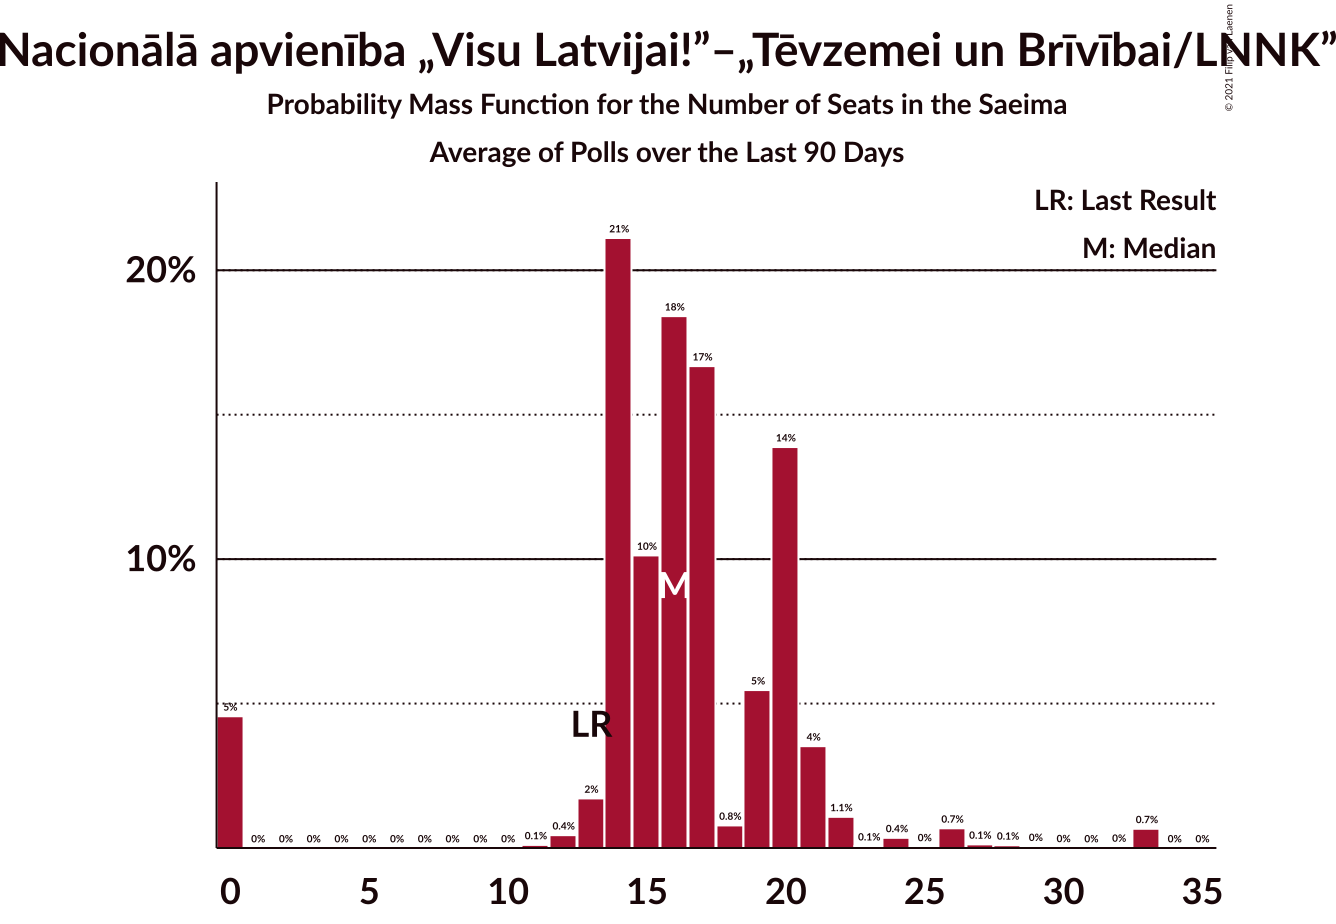 Nacionālā apvienība „Visu Latvijai!”–„Tēvzemei un Brīvībai/LNNK”
© 2021 Filip van Laenen
Probability Mass Function for the Number of Seats in the Saeima
Average of Polls over the Last 90 Days
LR: Last Result
M: Median
20%
10%
5% 0% 0% 0% 0% 0% 0% 0% 0% 0% 0% 0.1% 0.4% 2% 21% 10% 18% 17% 0.8% 5% 14% 4% 1.1% 0.1% 0.4% 0% 0.7% 0.1% 0.1% 0% 0% 0% 0% 0.7% 0% 0%
LR
M
0 5 10 15 20 25 30 35